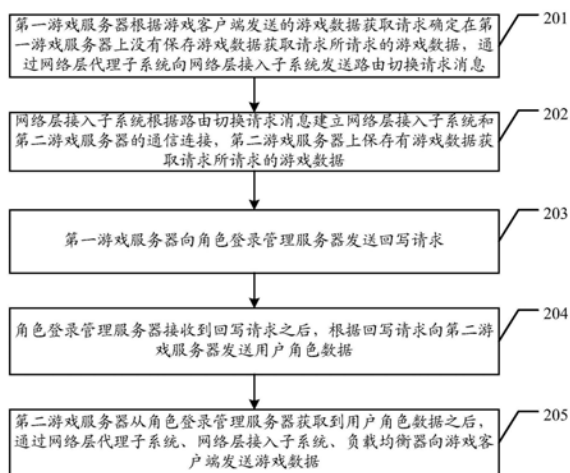 第一游戏服务器根据游戏客户端发送的游戏数据获取请求确定在第
一游戏服务器上没有保存游戏数据获取请求所请求的游戏数据，通
过网络层代理子系统向网络层接入子系统发送路由切换请求消息
201
网络层接入子系统根据路由切换请求消息建立网络层接入子系统和
第二游戏服务器的通信连接，第二游戏服务器上保存有游戏数据获
取请求所请求的游戏数据
202
第一游戏服务器向角色登录管理服务器发送回写请求
203
角色登录管理服务器接收到回写请求之后，根据回写请求向第二游
戏服务器发送用户角色数据
204
第二游戏服务器从角色登录管理服务器获取到用户角色数据之后，
通过网络层代理子系统、网络层接入子系统、负载均衡器向游戏客
户端发送游戏数据
205